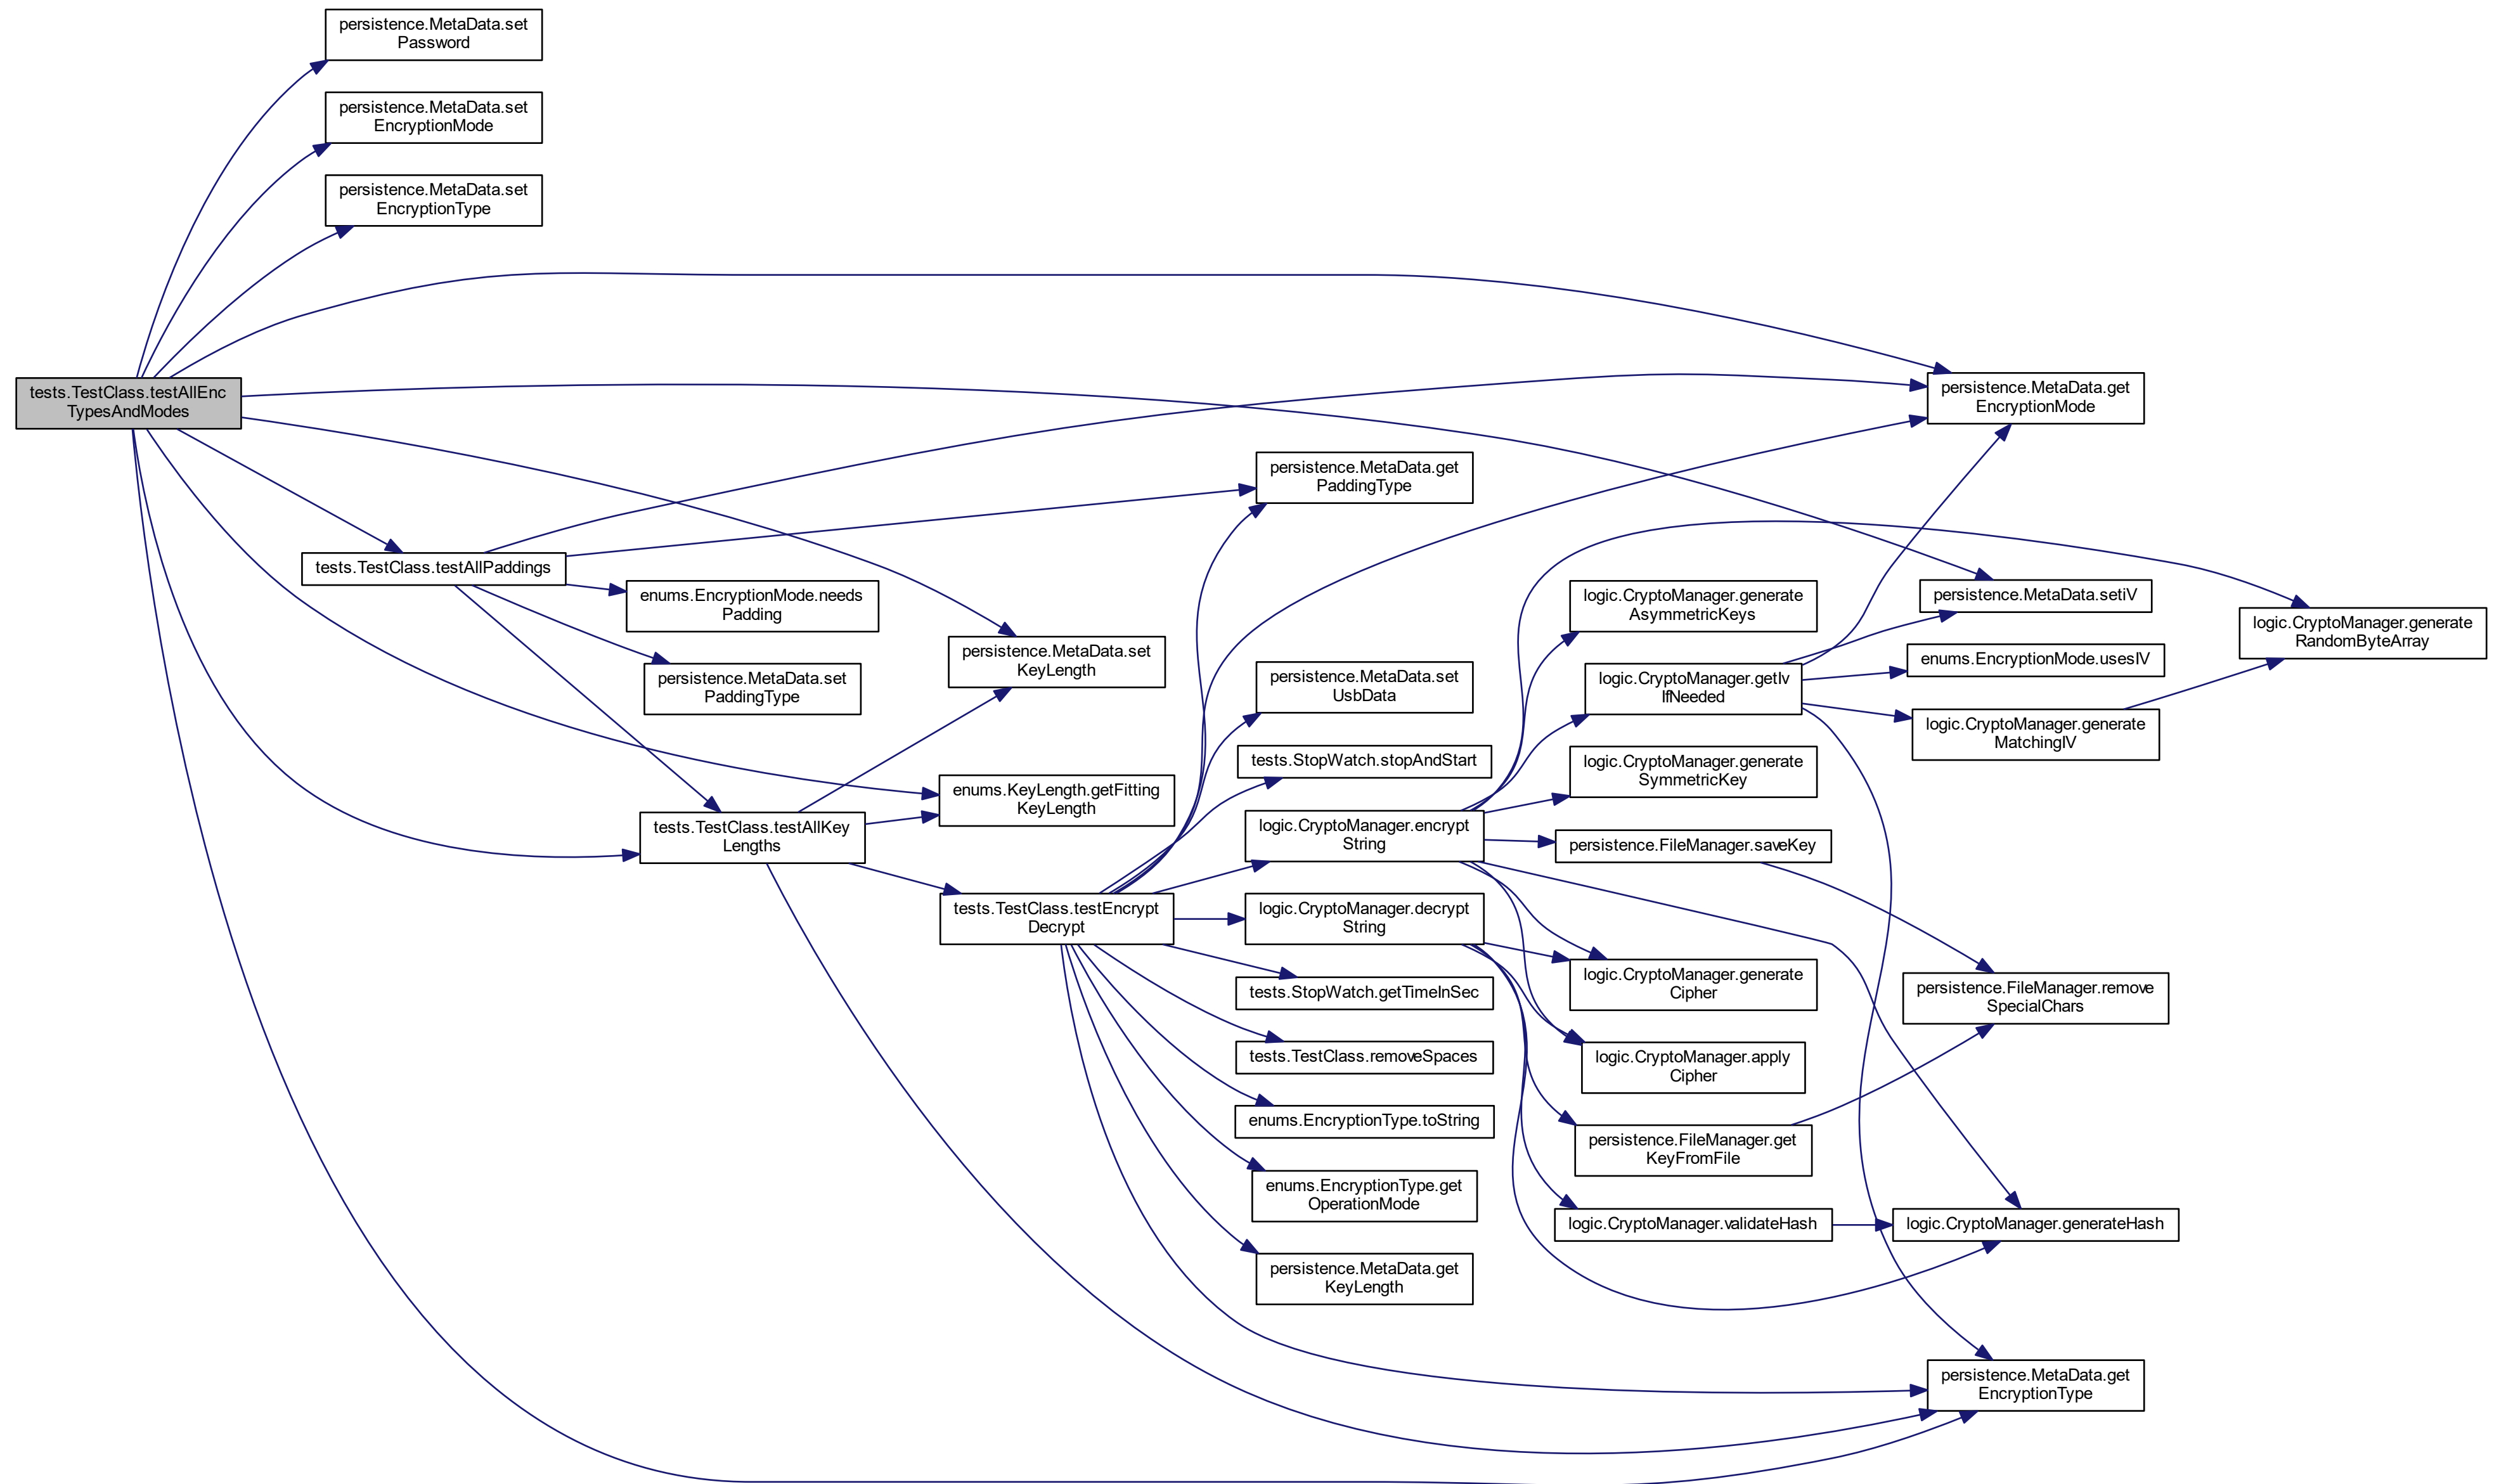 persistence.MetaData.set
Password
persistence.MetaData.set
EncryptionMode
persistence.MetaData.set
EncryptionType
tests.TestClass.testAllEnc
TypesAndModes
persistence.MetaData.get
EncryptionMode
persistence.MetaData.get
PaddingType
tests.TestClass.testAllPaddings
enums.EncryptionMode.needs
Padding
logic.CryptoManager.generate
AsymmetricKeys
persistence.MetaData.setiV
logic.CryptoManager.generate
RandomByteArray
persistence.MetaData.set
KeyLength
enums.EncryptionMode.usesIV
persistence.MetaData.set
PaddingType
persistence.MetaData.set
UsbData
logic.CryptoManager.getIv
IfNeeded
logic.CryptoManager.generate
MatchingIV
tests.StopWatch.stopAndStart
logic.CryptoManager.generate
SymmetricKey
enums.KeyLength.getFitting
KeyLength
tests.TestClass.testAllKey
Lengths
logic.CryptoManager.encrypt
String
persistence.FileManager.saveKey
tests.TestClass.testEncrypt
Decrypt
logic.CryptoManager.decrypt
String
logic.CryptoManager.generate
Cipher
tests.StopWatch.getTimeInSec
persistence.FileManager.remove
SpecialChars
tests.TestClass.removeSpaces
logic.CryptoManager.apply
Cipher
enums.EncryptionType.toString
persistence.FileManager.get
KeyFromFile
enums.EncryptionType.get
OperationMode
logic.CryptoManager.validateHash
logic.CryptoManager.generateHash
persistence.MetaData.get
KeyLength
persistence.MetaData.get
EncryptionType